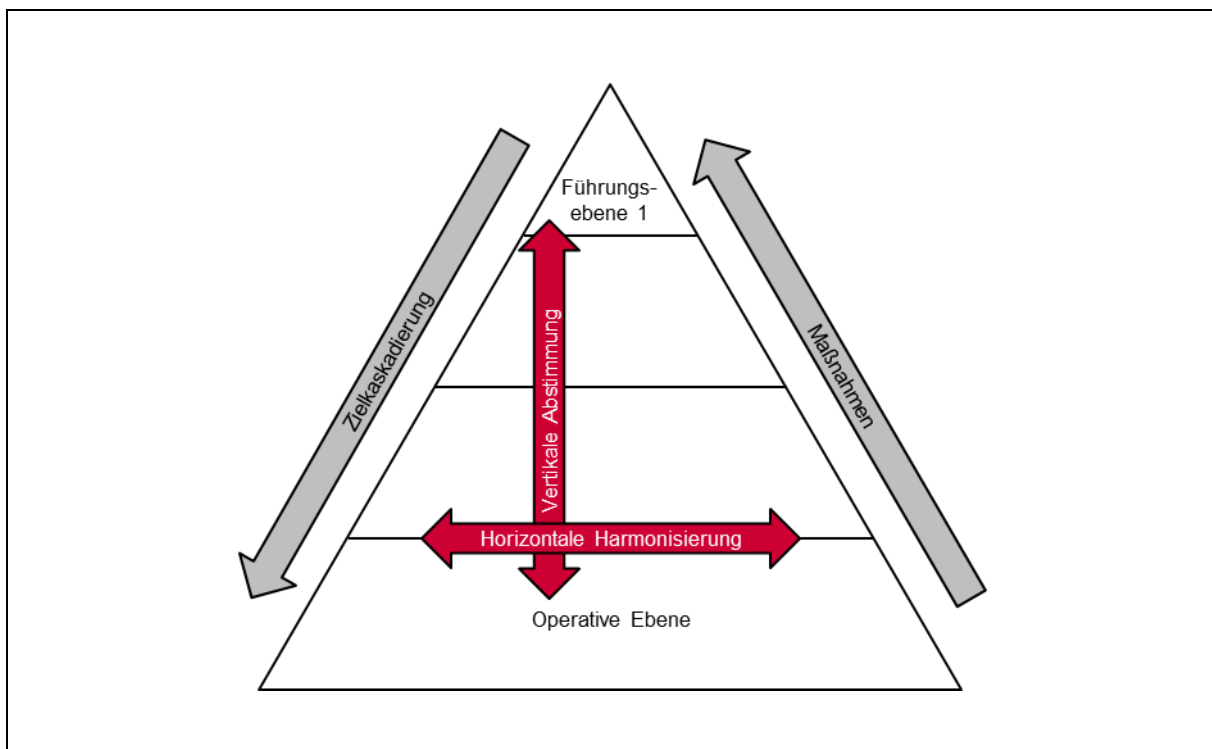 Führungs-
ebene 1
Zielkaskadierung
Maßnahmen
Vertikale Abstimmung
Horizontale Harmonisierung
Operative Ebene